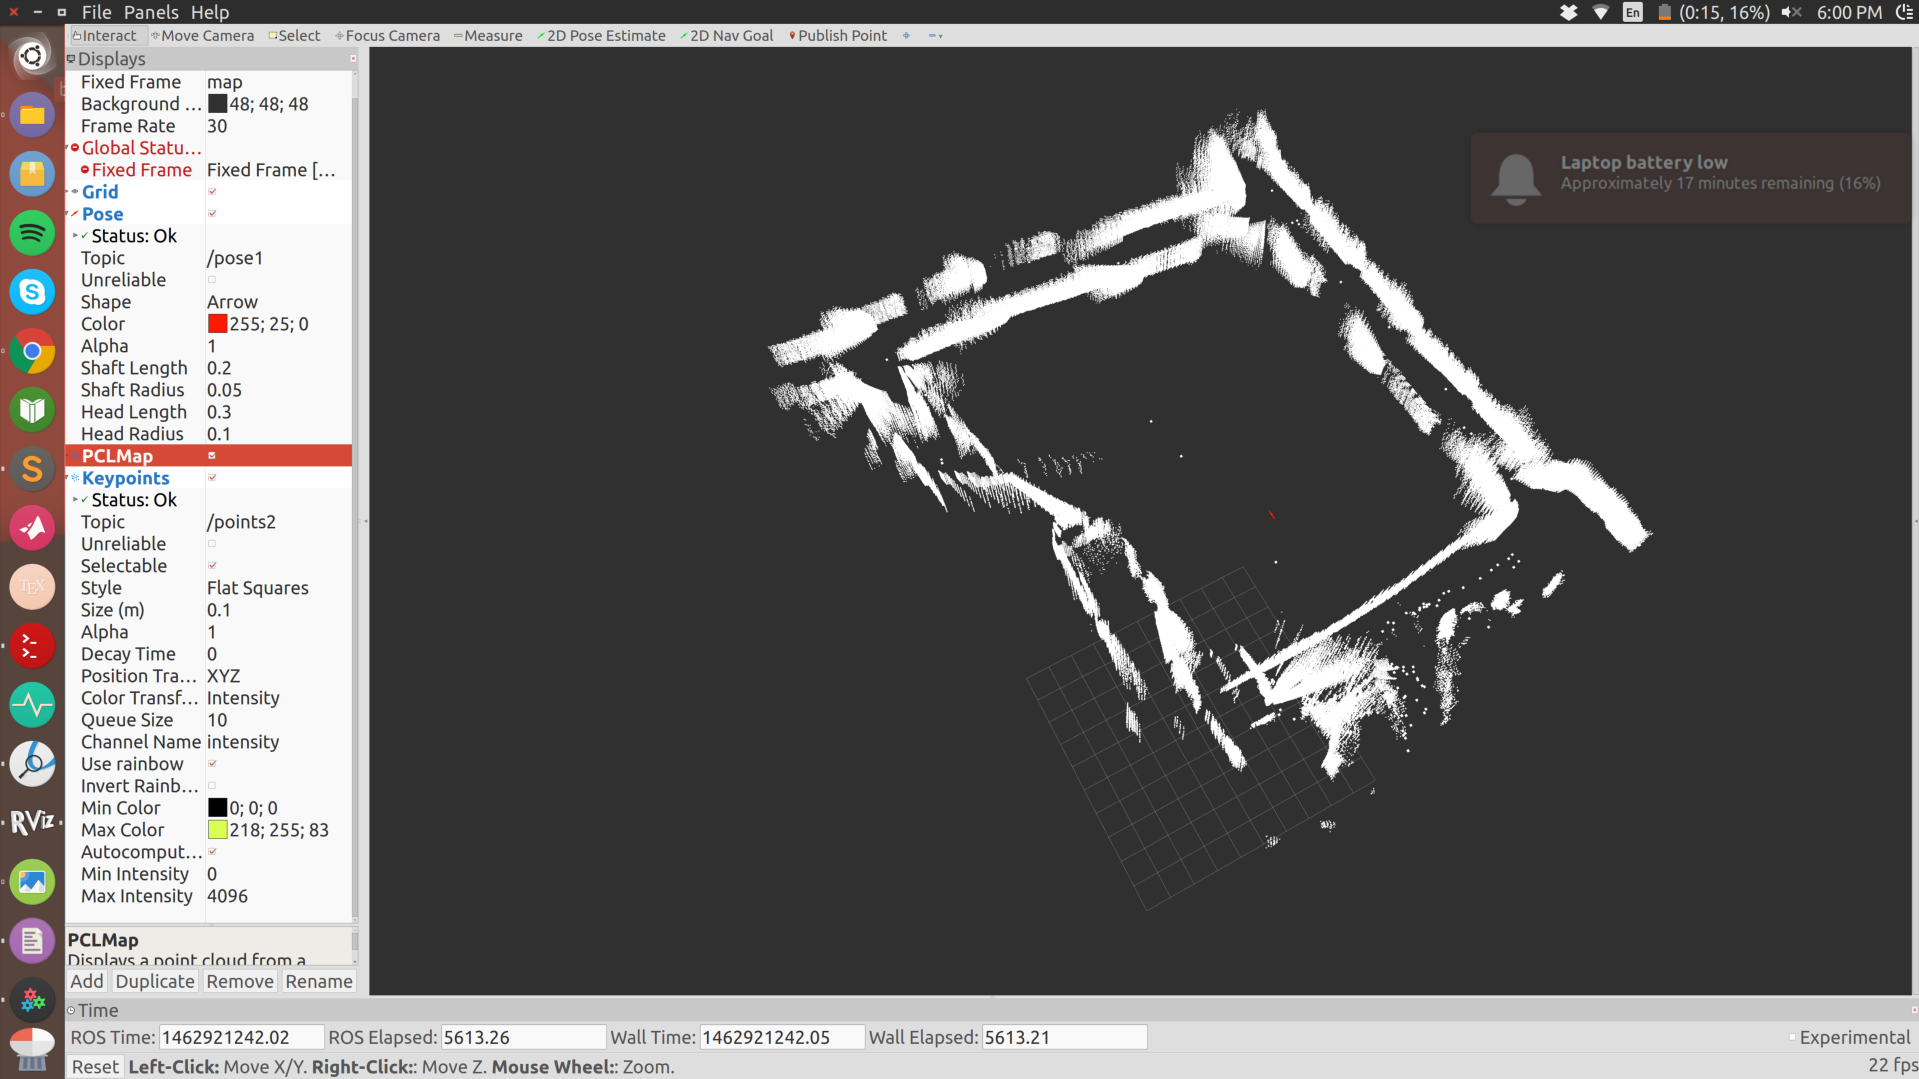 File Panels Help
En (0:15, 16%) 6:00 PM
Interact Move Camera Select Focus Camera Measure 2D Pose Estimate 2D Nav Goal Publish Point
Displays
Fixed Frame map
Background ... 48; 48; 48
Frame Rate 30
Global Statu...
Fixed Frame Fixed Frame [...
Grid
Pose
Status: Ok
Topic /pose1
Unreliable
Shape Arrow
Color 255; 25; 0
Alpha 1
Shaft Length 0.2
Shaft Radius 0.05
Head Length 0.3
Head Radius 0.1
PCLMap
Keypoints
Status: Ok
Topic /points2
Unreliable
Selectable
Style Flat Squares
Size (m) 0.1
Alpha 1
Decay Time 0
Position Tra... XYZ
Color Transf... Intensity
Queue Size 10
Channel Name intensity
Use rainbow
Invert Rainb...
Min Color 0; 0; 0
Max Color 218; 255; 83
Autocomput...
Min Intensity 0
Max Intensity 4096
PCLMap
Displays a point cloud from a
Add Duplicate Remove Rename
Laptop battery low
Approximately 17 minutes remaining (16%)
S
S
TEX
RViz
Time
ROS Time: 1462921242.02 ROS Elapsed: 5613.26 Wall Time: 1462921242.05 Wall Elapsed: 5613.21 Experimental
Reset Left-Click: Move X/Y. Right-Click:: Move Z. Mouse Wheel:: Zoom. 22 fps